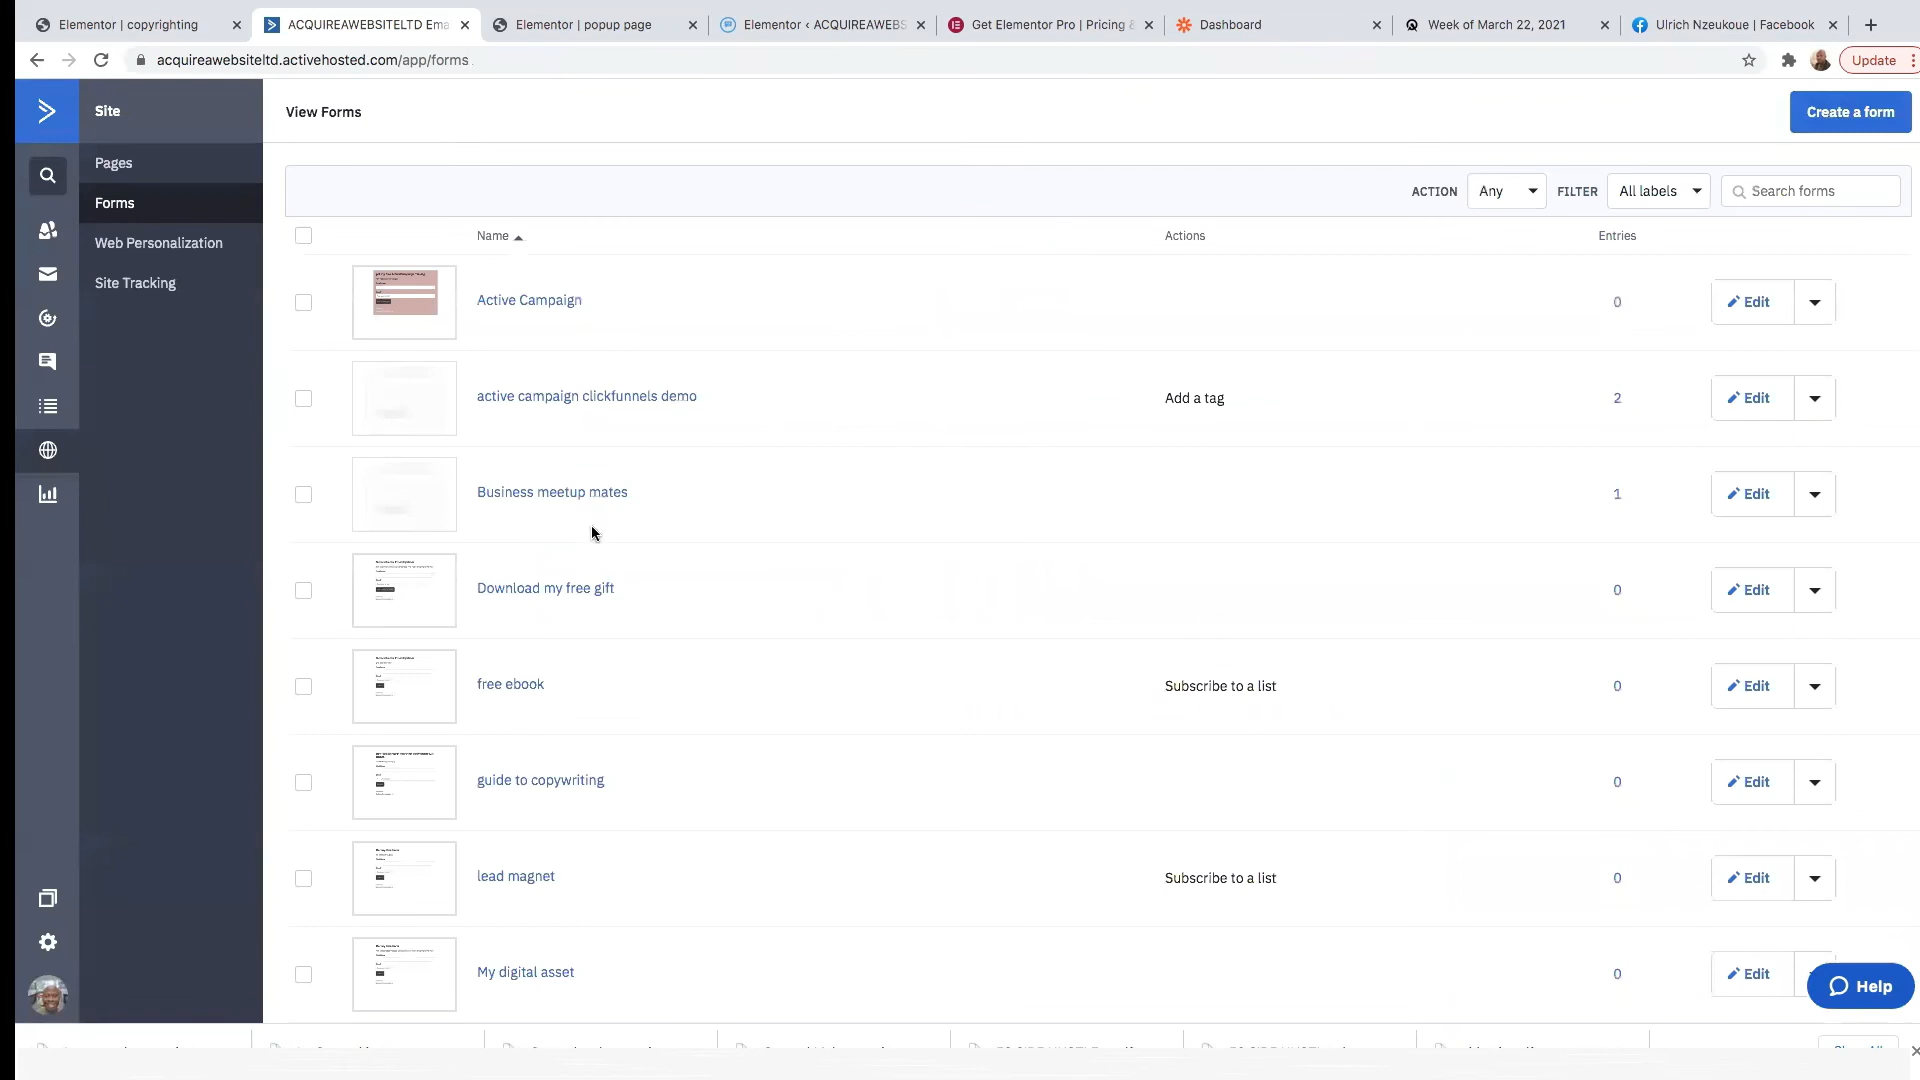 Elementor | copyrighting
ACQUIREAWEBSITELTD Ema
Elementor | popup page
Elementor ‹ ACQUIREAWEBS
Get Elementor Pro | Pricing &
Dashboard
Week of March 22, 2021
Ulrich Nzeukoue | Facebook
acquireawebsiteltd.activehosted.com/app/forms
Update
Site
View Forms
Create a form
Pages
Forms
Web Personalization
Site Tracking
ACTION Any FILTER All labels Search forms
Name Actions Entries
Active Campaign 0 Edit
active campaign clickfunnels demo Add a tag 2 Edit
Business meetup mates 1 Edit
Download my free gift 0 Edit
free ebook Subscribe to a list 0 Edit
guide to copywriting 0 Edit
lead magnet Subscribe to a list 0 Edit
My digital asset 0 Edit
Help